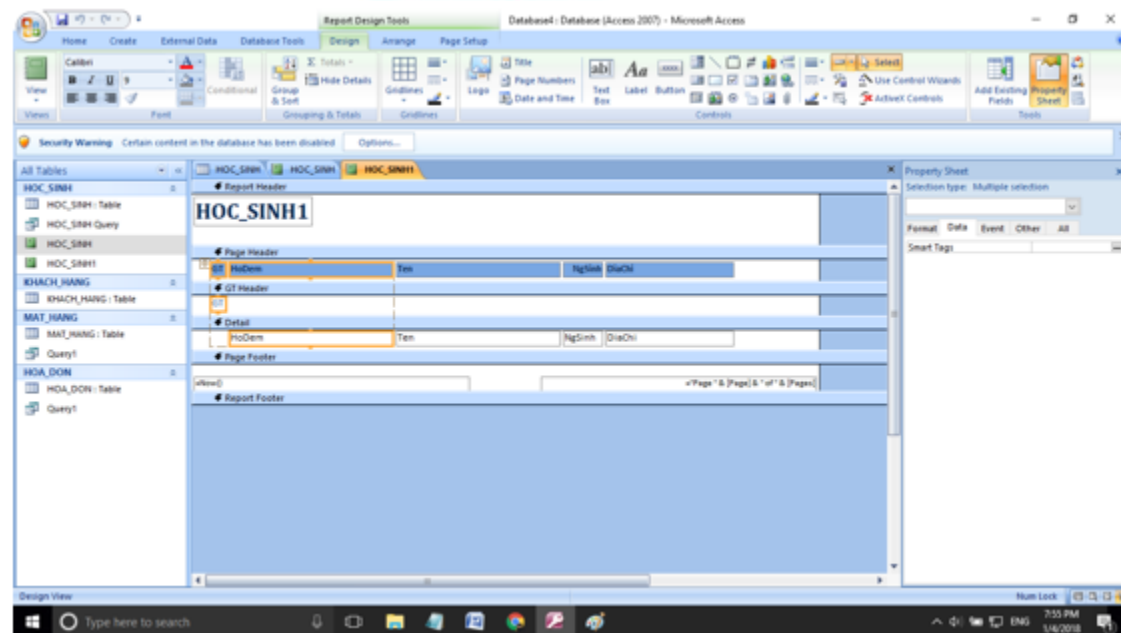 Report Design Tools
Database4 : Database (Access 2007) - Microsoft Access
Home Create External Data Database Tools Design Arrange Page Setup
View
Views
Calibri
B I U 9
Conditional
Font
Group & Sort
Σ Totals
Hide Details
Grouping & Totals
Gridlines
Gridlines
Logo
Title
Page Numbers
Date and Time
ab|
Text Box
Aa
Label
Button
Controls
Select
Use Control Wizards
ActiveX Controls
Add Existing Fields
Property Sheet
Tools
Security Warning Certain content in the database has been disabled Options...
All Tables
HOC_SINH
HOC_SINH : Table
HOC_SINH Query
HOC_SINH
HOC_SINH1
KHACH_HANG
KHACH_HANG : Table
MAT_HANG
MAT_HANG : Table
Query1
HOA_DON
HOA_DON : Table
Query1
HOC_SINH HOC_SINH HOC_SINH1
Report Header
HOC_SINH1
Page Header
GT HoDem Ten NgSinh DiaChi
GT Header
GT
Detail
HoDem Ten NgSinh DiaChi
Page Footer
=Now() ="Page " & [Page] & " of " & [Pages]
Report Footer
Property Sheet
Selection type: Multiple selection
Format Data Event Other All
Smart Tags
Design View
Num Lock
Type here to search
ENG
7:55 PM
1/4/2018